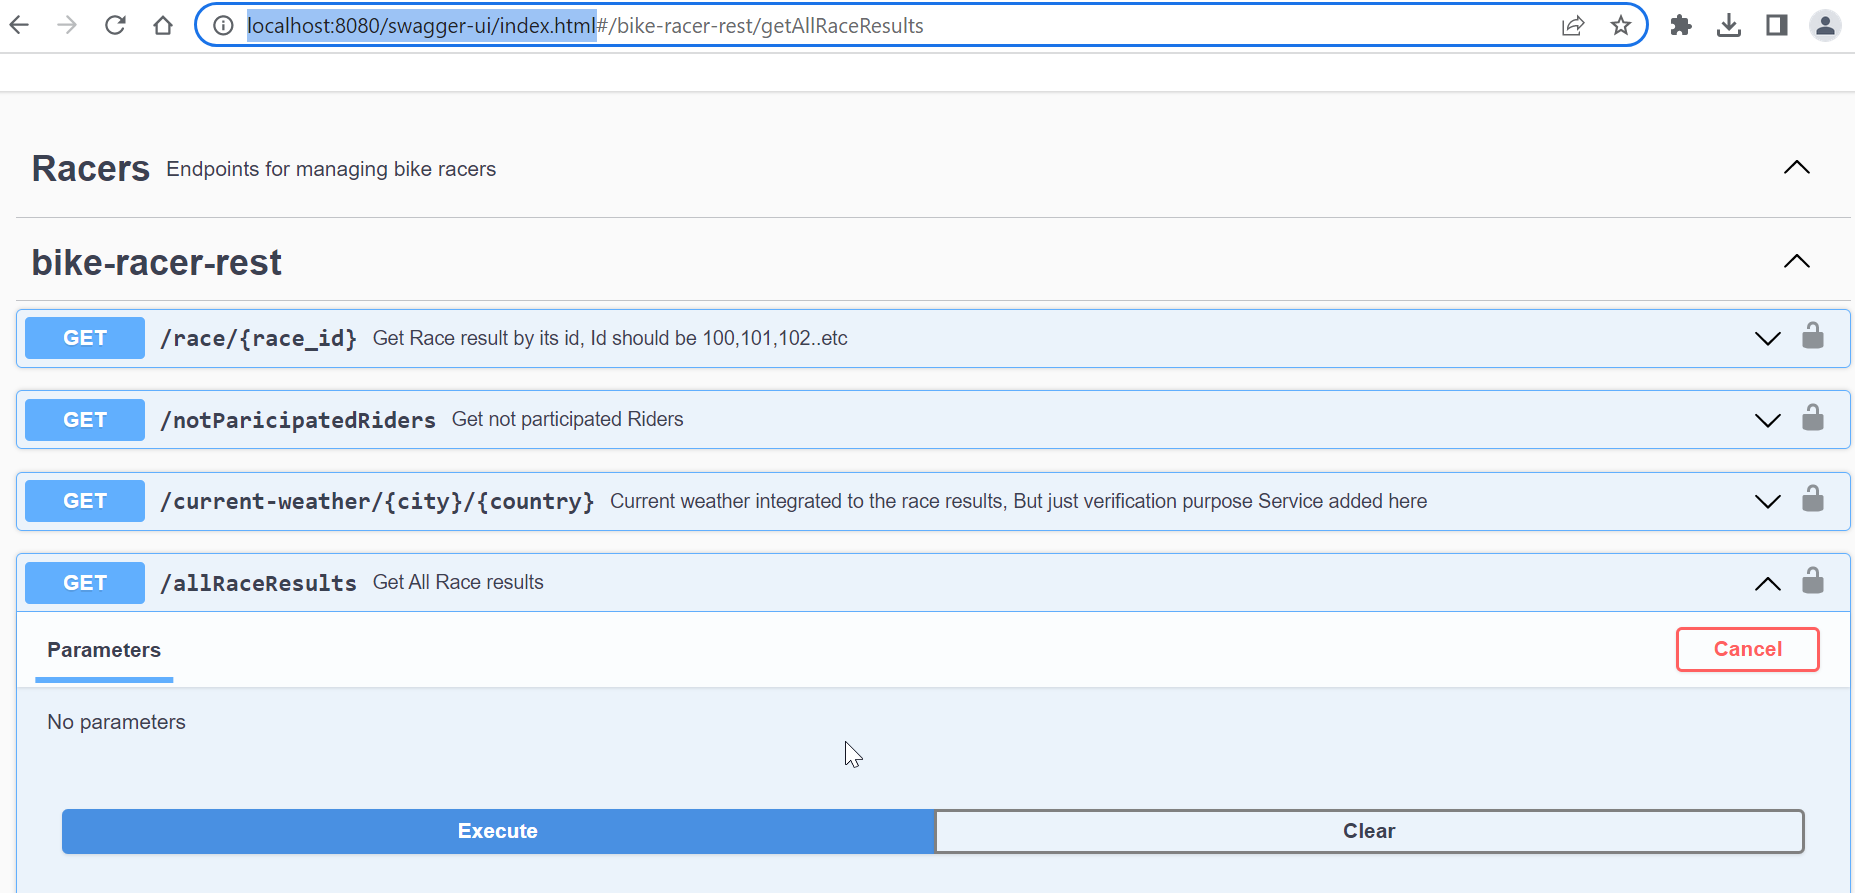 localhost:8080/swagger-ui/index.html#/bike-racer-rest/getAllRaceResults
Racers Endpoints for managing bike racers
bike-racer-rest
GET /race/{race_id} Get Race result by its id, Id should be 100,101,102..etc
GET /notParicipatedRiders Get not participated Riders
GET /current-weather/{city}/{country} Current weather integrated to the race results, But just verification purpose Service added here
GET /allRaceResults Get All Race results
Parameters Cancel
No parameters
Execute Clear